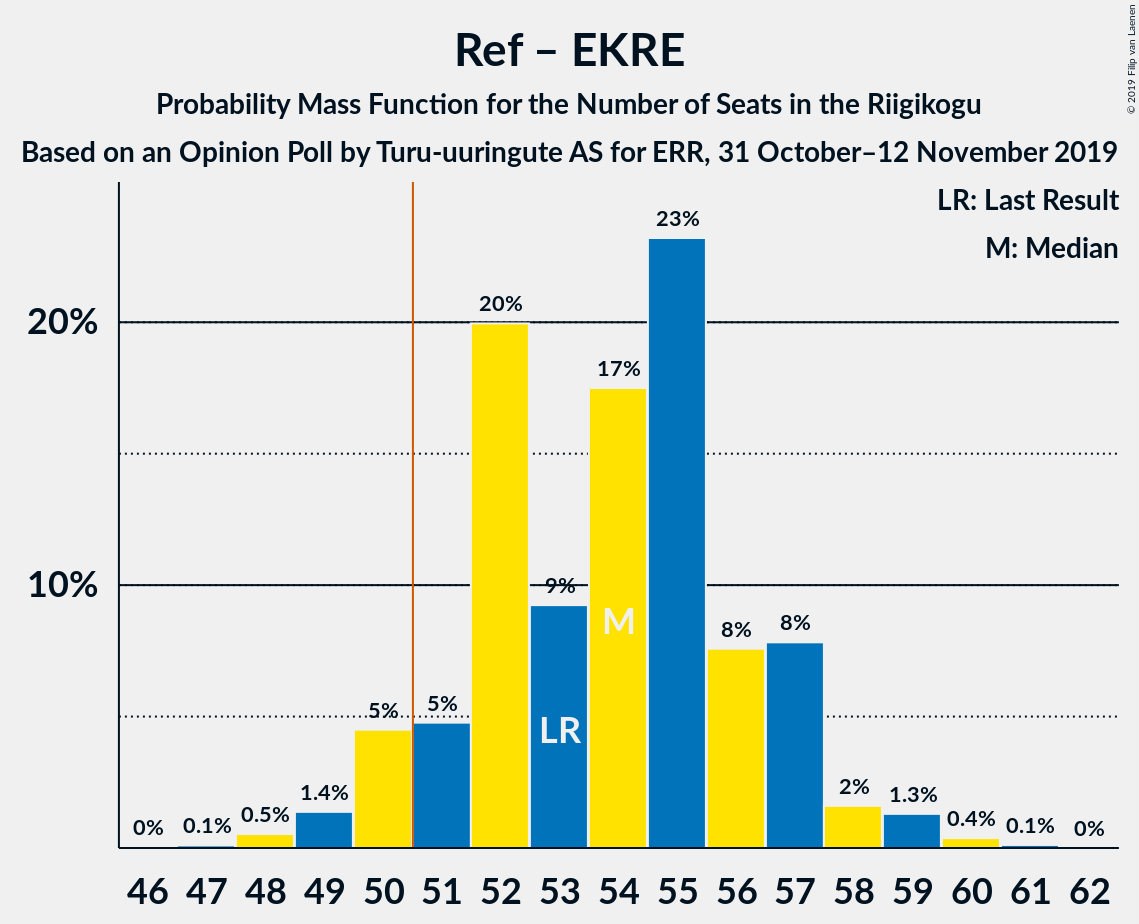 Ref – EKRE
Probability Mass Function for the Number of Seats in the Riigikogu
Based on an Opinion Poll by Turu-uuringute AS for ERR, 31 October–12 November 2019
© 2019 Filip van Laenen
LR: Last Result
M: Median
20%
10%
0%
0.1%
0.5%
1.4%
5%
5%
20%
9%
17%
23%
8%
8%
2%
1.3%
0.4%
0.1%
0%
LR
M
46 47 48 49 50 51 52 53 54 55 56 57 58 59 60 61 62